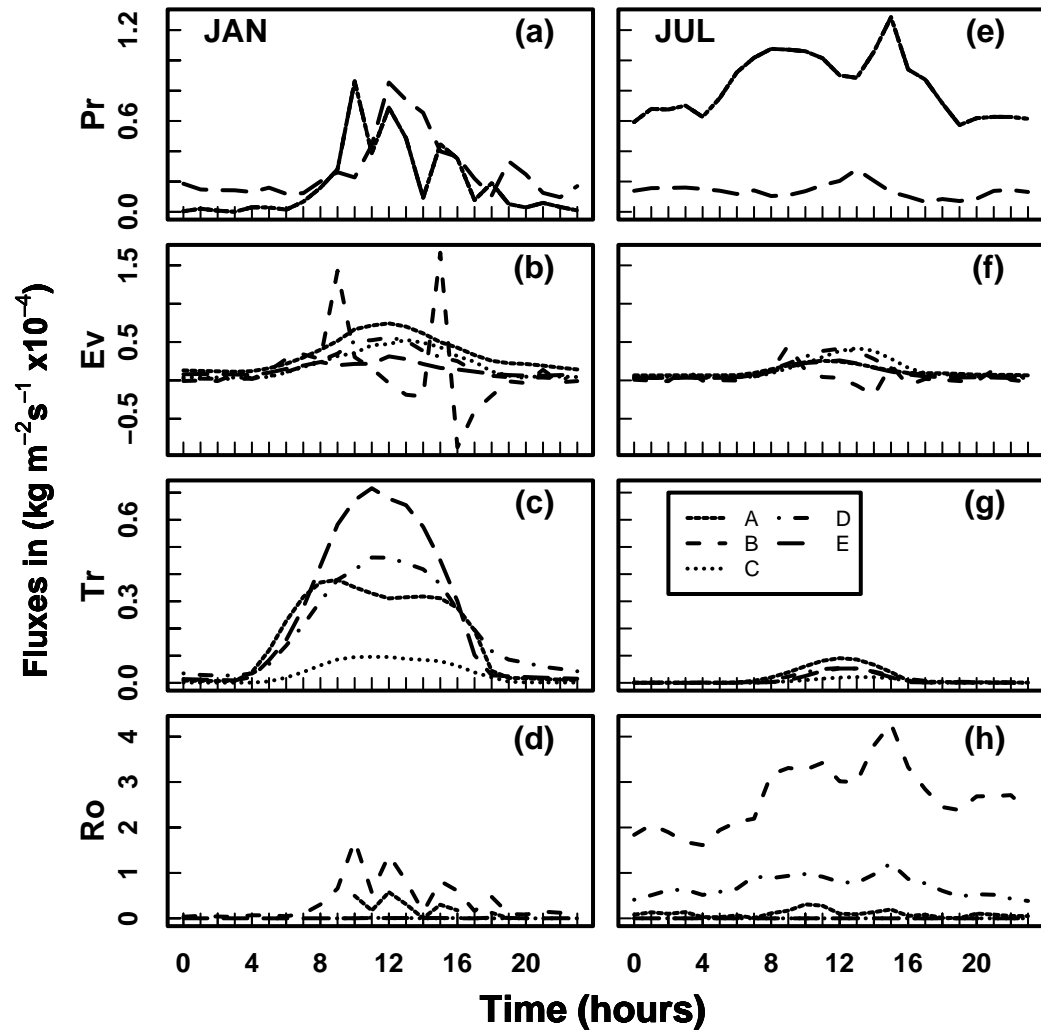 JAN
(a)
JUL
(e)
Pr
0.0
0.6
1.2
(b)
(f)
Ev
−0.5
0.5
1.5
(c)
(g)
Tr
0.0
0.3
0.6
A
B
C
D
E
(d)
(h)
Ro
0
1
2
3
4
0 4 8 12 16 20
0 4 8 12 16 20
Time (hours)
Fluxes in (kg m−2s−1 x10−4)